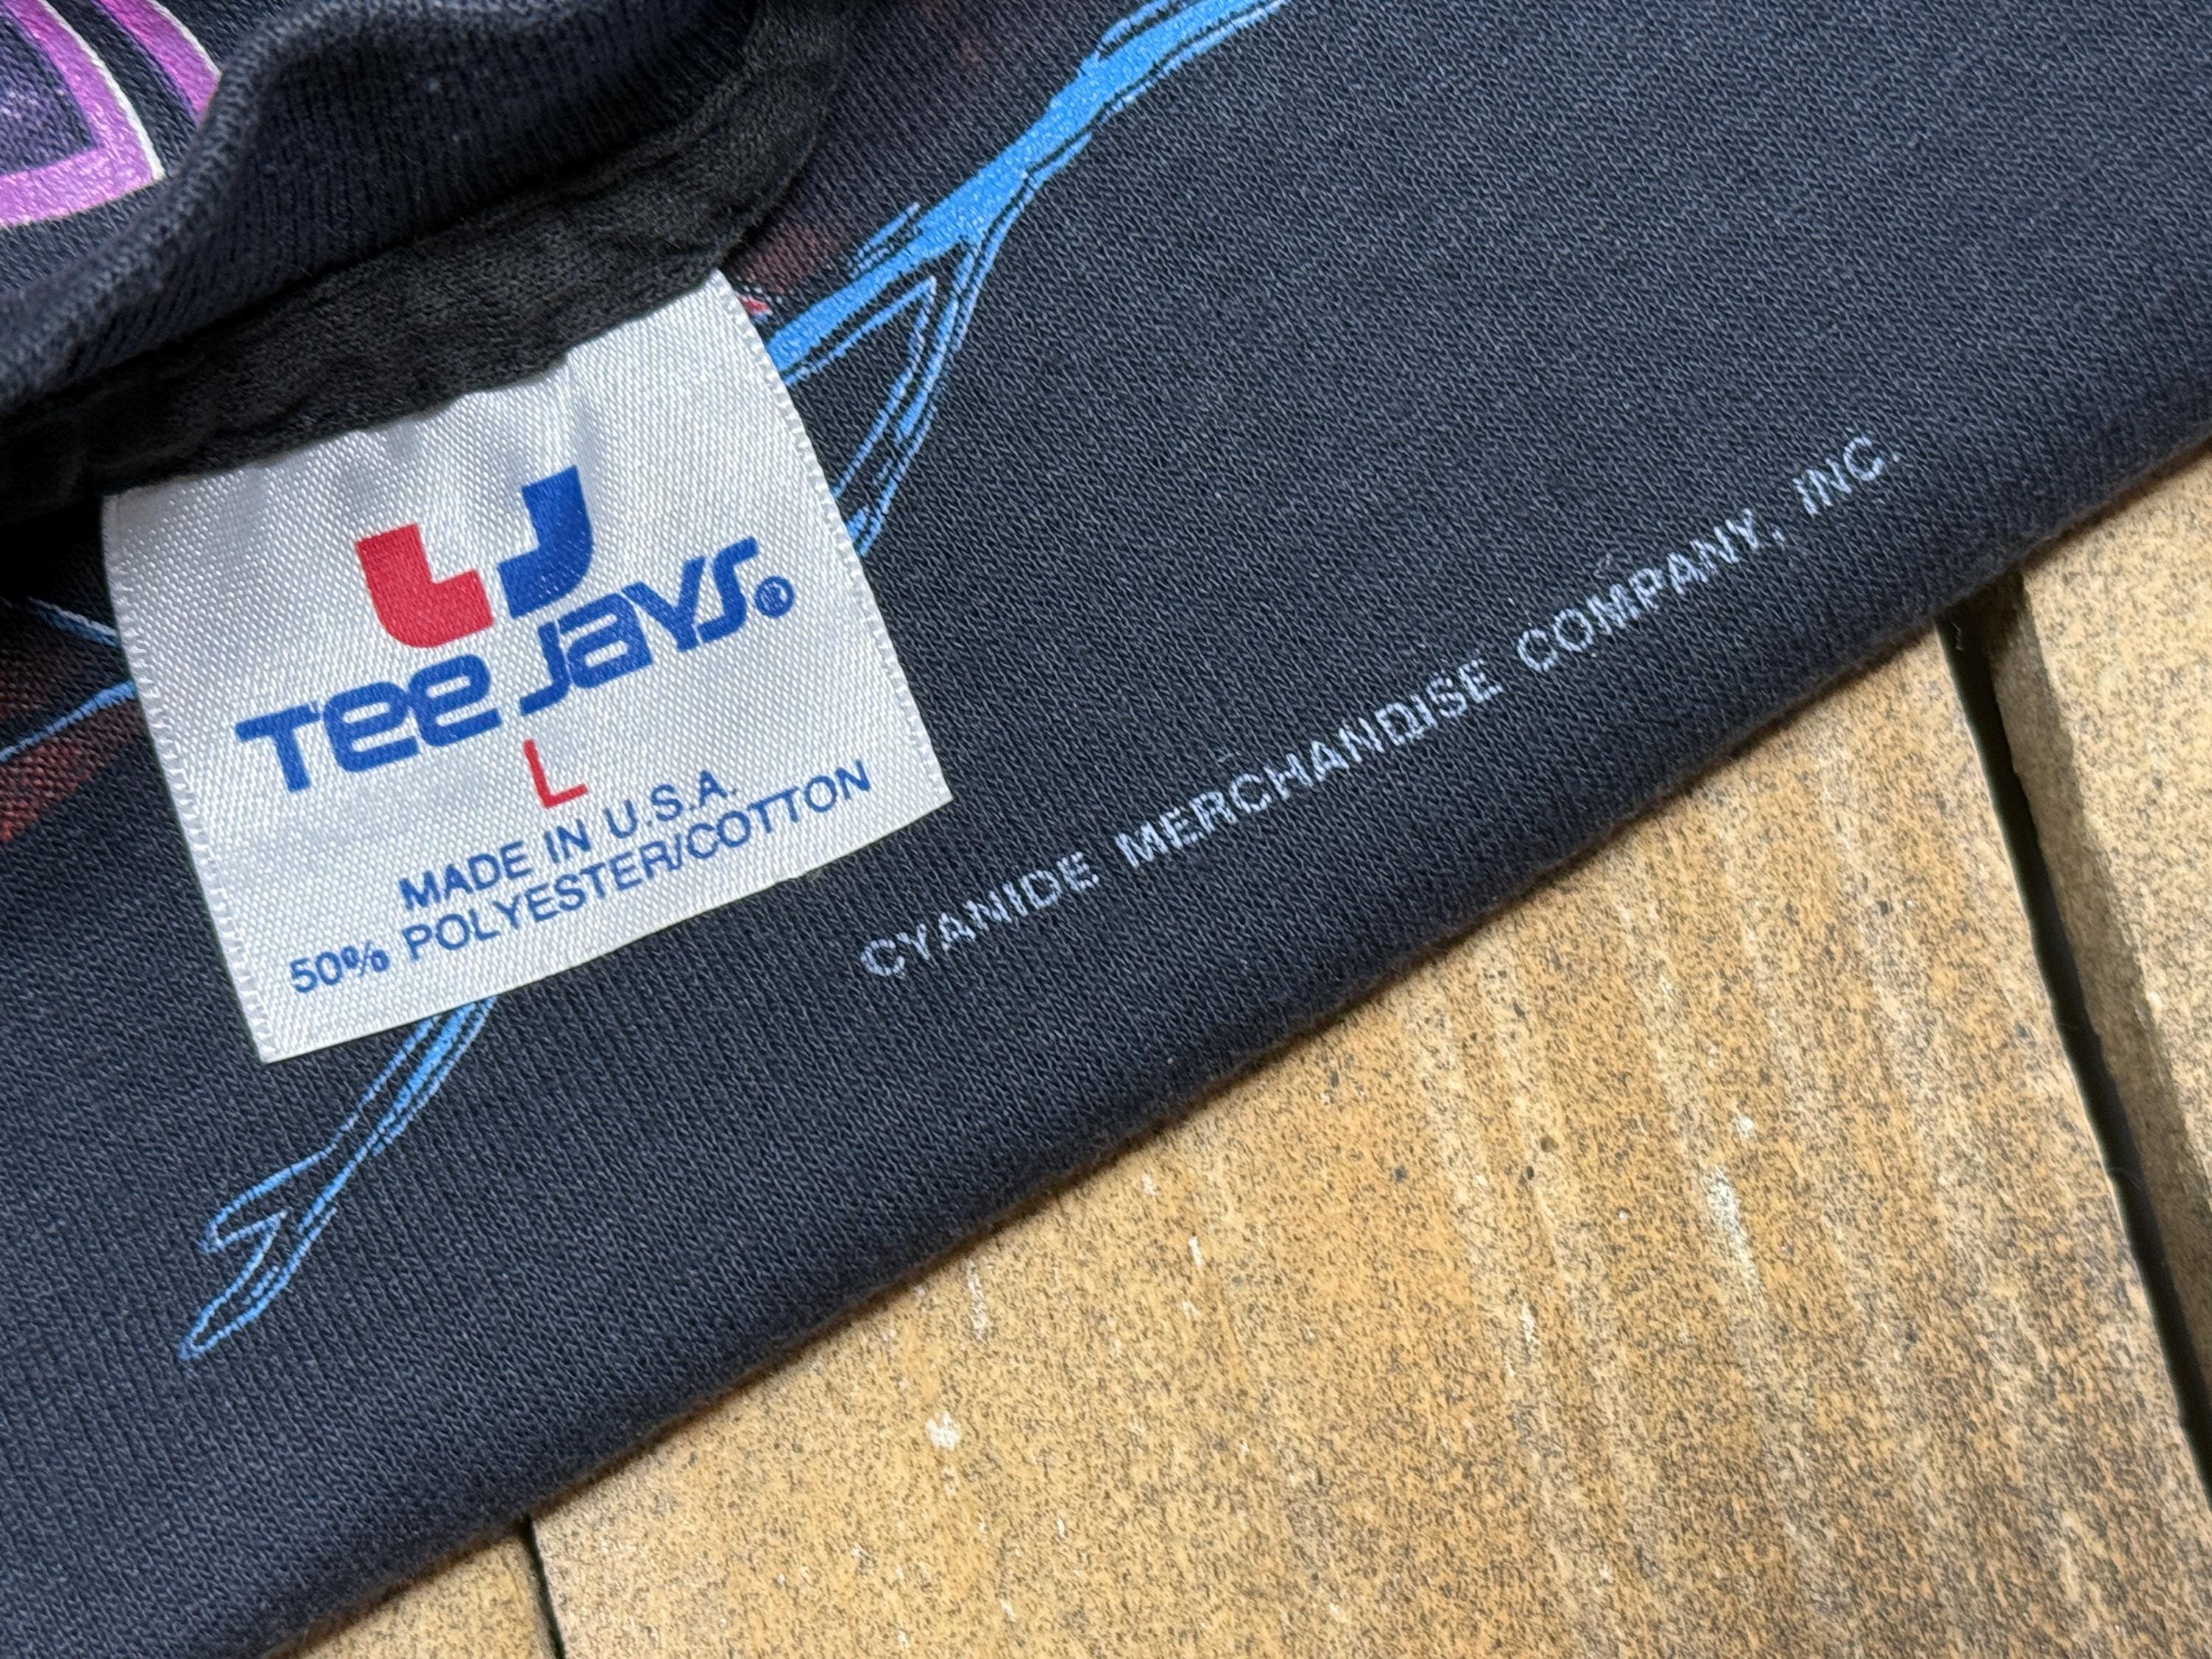 TEE JAYS®
L
MADE IN U.S.A.
50% POLYESTER/COTTON
CYANIDE MERCHANDISE COMPANY, INC.